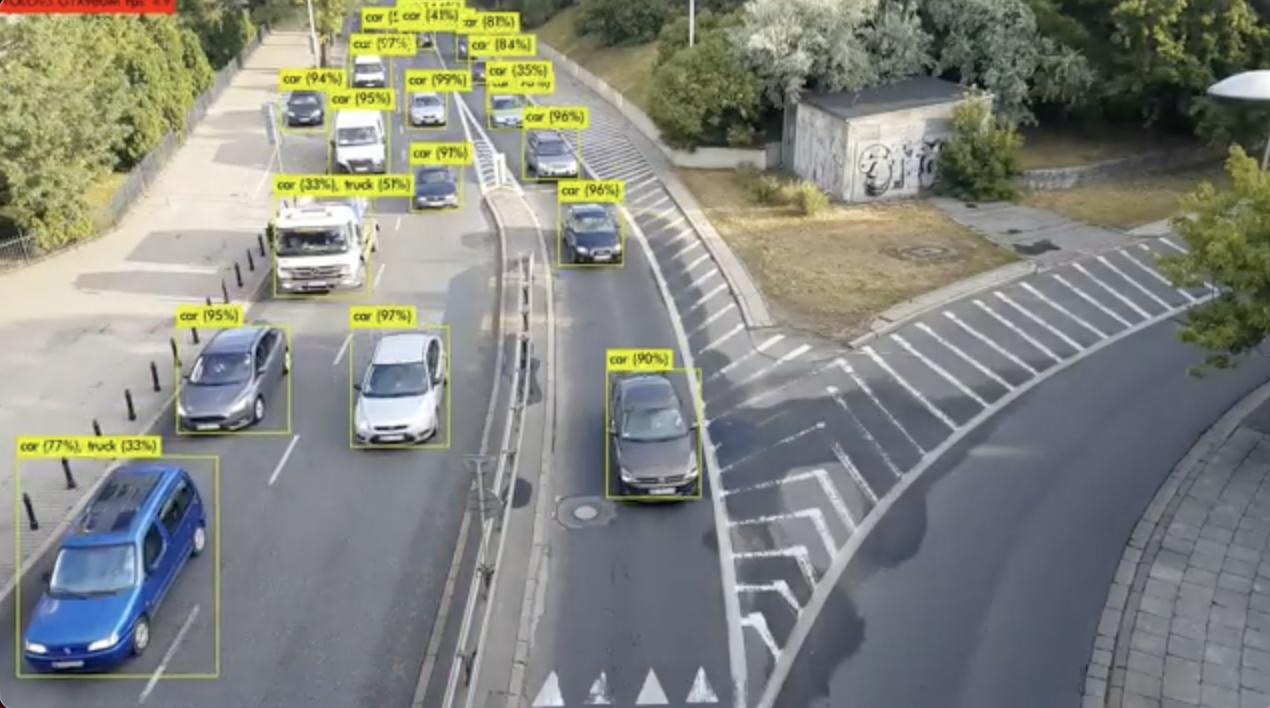 car (41%)
car (81%)
car (97%)
car (84%)
car (94%)
car (99%)
car (35%)
car (95%)
car (96%)
car (91%)
car (33%), truck (51%)
car (96%)
car (95%)
car (97%)
car (90%)
car (77%), truck (33%)